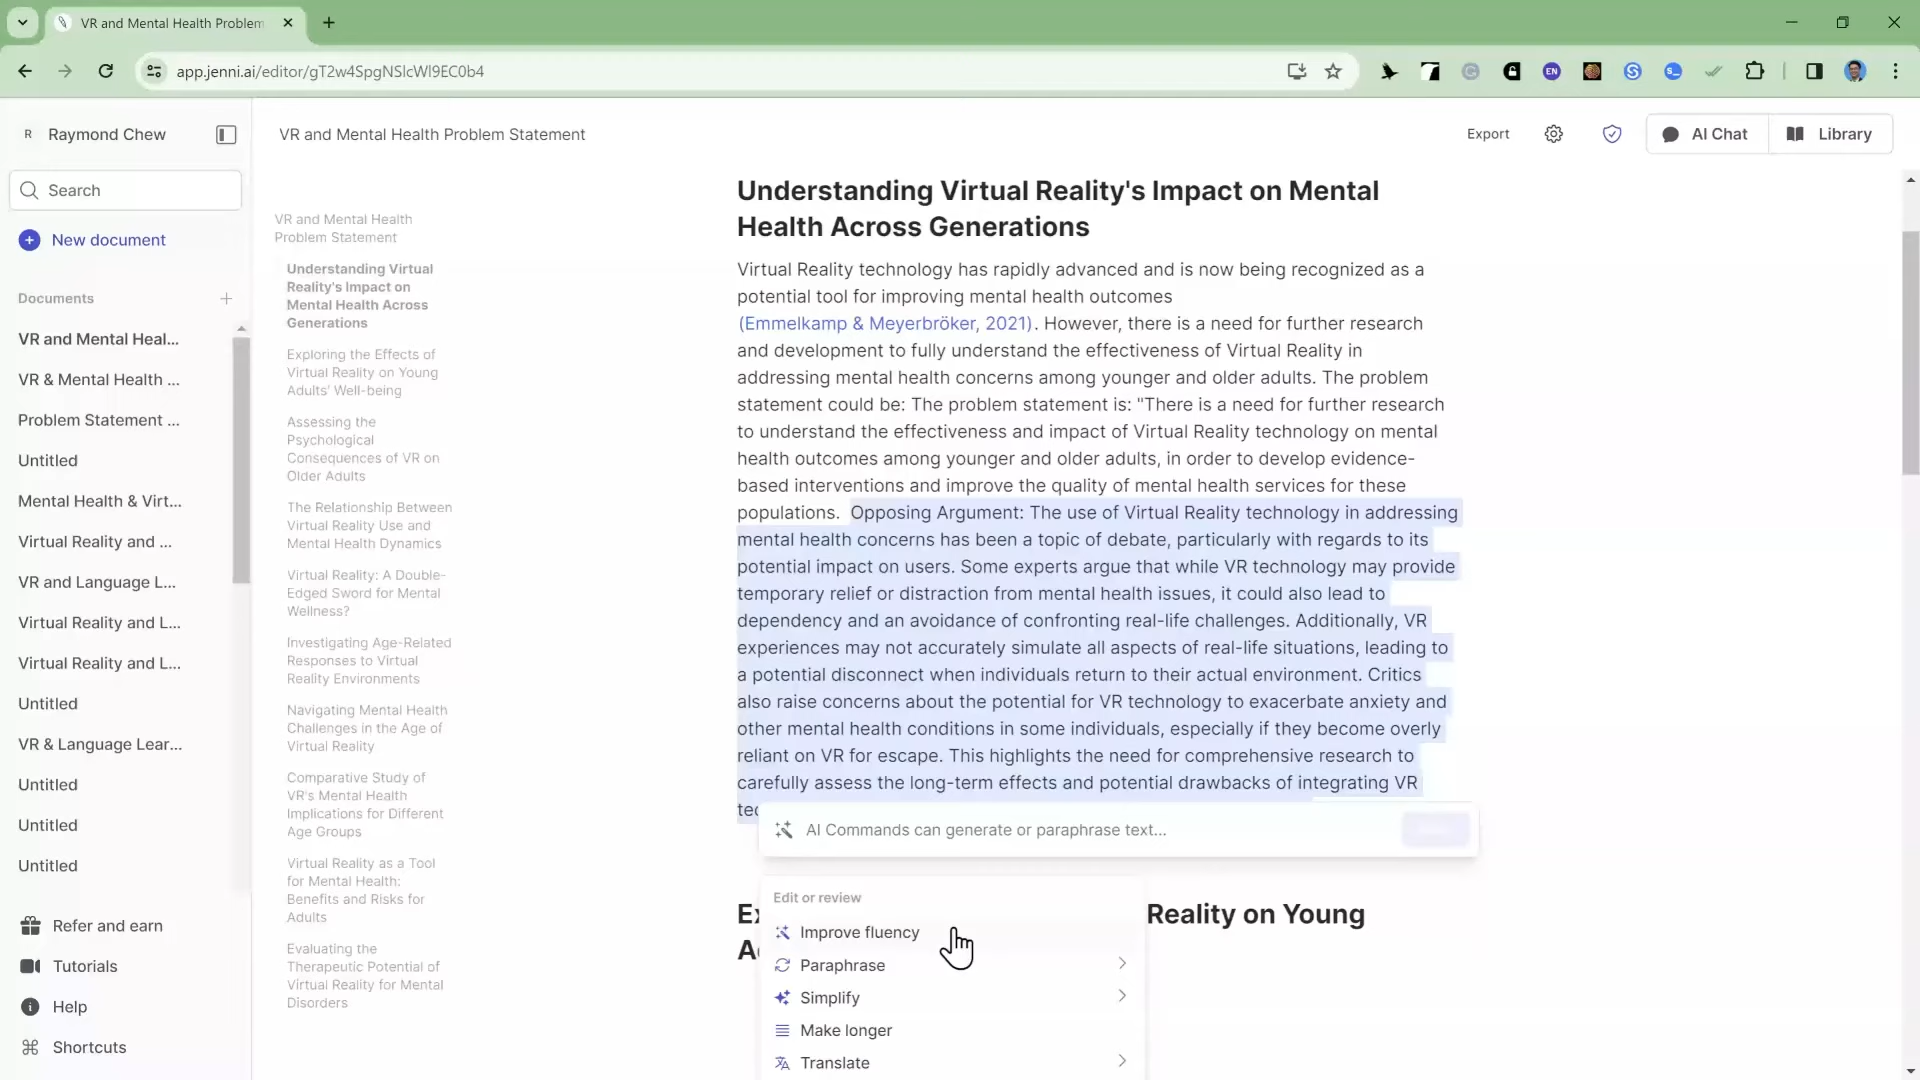 VR and Mental Health Problem
app.jenni.ai/editor/gT2w4SpgNSlcWl9EC0b4
EN
R Raymond Chew
Search
New document
Documents
VR and Mental Heal...
VR & Mental Health ...
Problem Statement ...
Untitled
Mental Health & Virt...
Virtual Reality and ...
VR and Language L...
Virtual Reality and L...
Virtual Reality and L...
Untitled
VR & Language Lear...
Untitled
Untitled
Untitled
Refer and earn
Tutorials
Help
Shortcuts
VR and Mental Health Problem Statement
Export
AI Chat
Library
VR and Mental Health
Problem Statement
Understanding Virtual
Reality's Impact on
Mental Health Across
Generations
Exploring the Effects of
Virtual Reality on Young
Adults' Well-being
Assessing the
Psychological
Consequences of VR on
Older Adults
The Relationship Between
Virtual Reality Use and
Mental Health Dynamics
Virtual Reality: A Double-
Edged Sword for Mental
Wellness?
Investigating Age-Related
Responses to Virtual
Reality Environments
Navigating Mental Health
Challenges in the Age of
Virtual Reality
Comparative Study of
VR's Mental Health
Implications for Different
Age Groups
Virtual Reality as a Tool
for Mental Health:
Benefits and Risks for
Adults
Evaluating the
Therapeutic Potential of
Virtual Reality for Mental
Disorders
Understanding Virtual Reality's Impact on Mental
Health Across Generations
Virtual Reality technology has rapidly advanced and is now being recognized as a
potential tool for improving mental health outcomes
(Emmelkamp & Meyerbröker, 2021). However, there is a need for further research
and development to fully understand the effectiveness of Virtual Reality in
addressing mental health concerns among younger and older adults. The problem
statement could be: The problem statement is: "There is a need for further research
to understand the effectiveness and impact of Virtual Reality technology on mental
health outcomes among younger and older adults, in order to develop evidence-
based interventions and improve the quality of mental health services for these
populations. Opposing Argument: The use of Virtual Reality technology in addressing
mental health concerns has been a topic of debate, particularly with regards to its
potential impact on users. Some experts argue that while VR technology may provide
temporary relief or distraction from mental health issues, it could also lead to
dependency and an avoidance of confronting real-life challenges. Additionally, VR
experiences may not accurately simulate all aspects of real-life situations, leading to
a potential disconnect when individuals return to their actual environment. Critics
also raise concerns about the potential for VR technology to exacerbate anxiety and
other mental health conditions in some individuals, especially if they become overly
reliant on VR for escape. This highlights the need for comprehensive research to
carefully assess the long-term effects and potential drawbacks of integrating VR
AI Commands can generate or paraphrase text...
Reality on Young
Edit or review
Improve fluency
Paraphrase
Simplify
Make longer
Translate